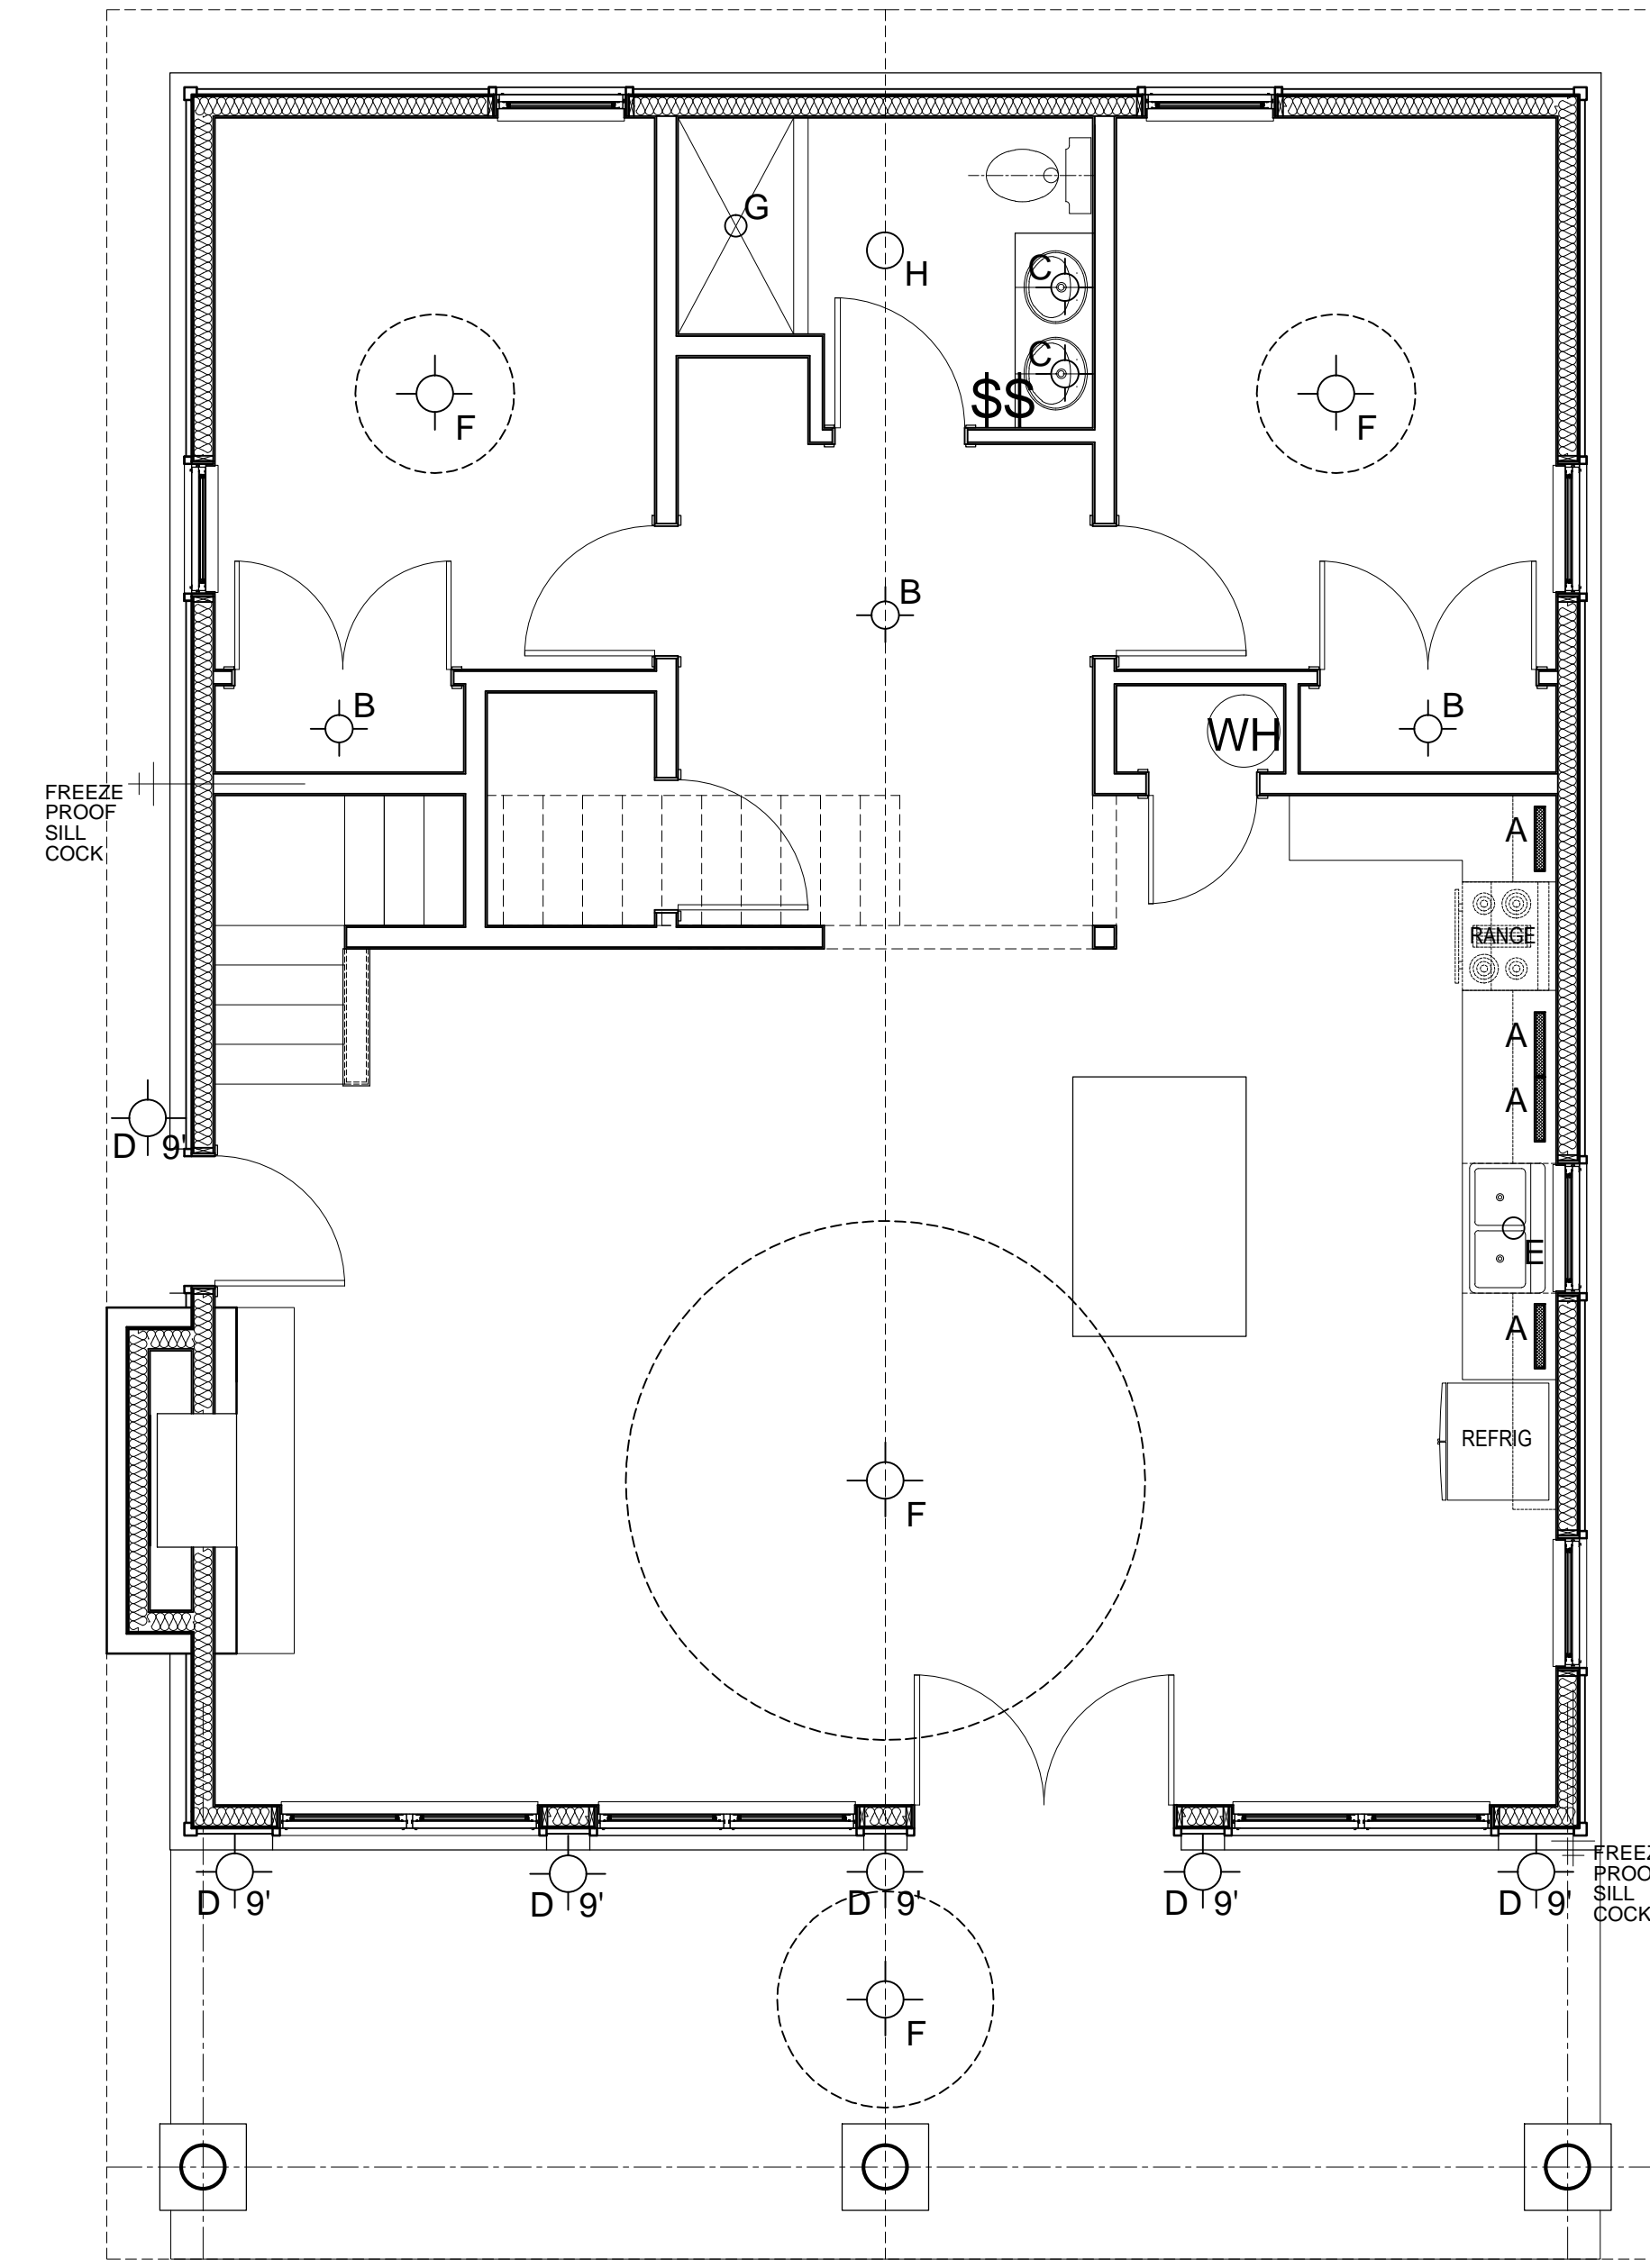 G
H
C
C
$$
F
F
B
B
B
WH
FREEZE
PROOF
SILL
COCK
A
RANGE
A
A
D 9'
E
A
REFRIG
F
D 9'
D 9'
D 9'
D 9'
D 9'
FREEZ
PROO
SILL
COCK
F